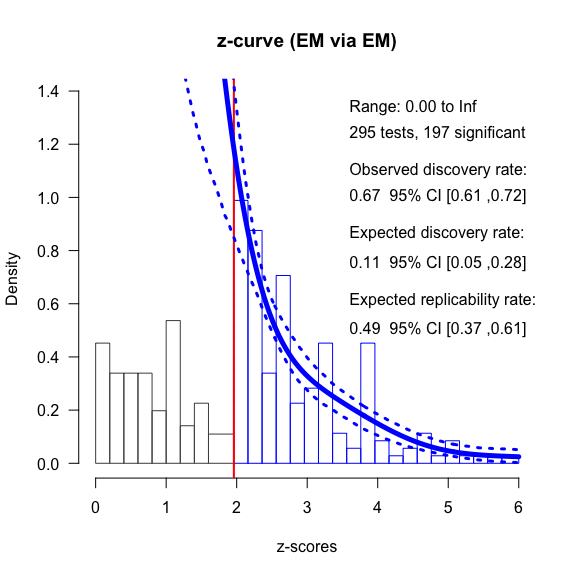 z-curve (EM via EM)
Range: 0.00 to Inf
295 tests, 197 significant
Observed discovery rate:
0.67  95% CI [0.61 ,0.72]
Expected discovery rate:
0.11  95% CI [0.05 ,0.28]
Expected replicability rate:
0.49  95% CI [0.37 ,0.61]
Density
1.4
1.2
1.0
0.8
0.6
0.4
0.2
0.0
0 1 2 3 4 5 6
z-scores